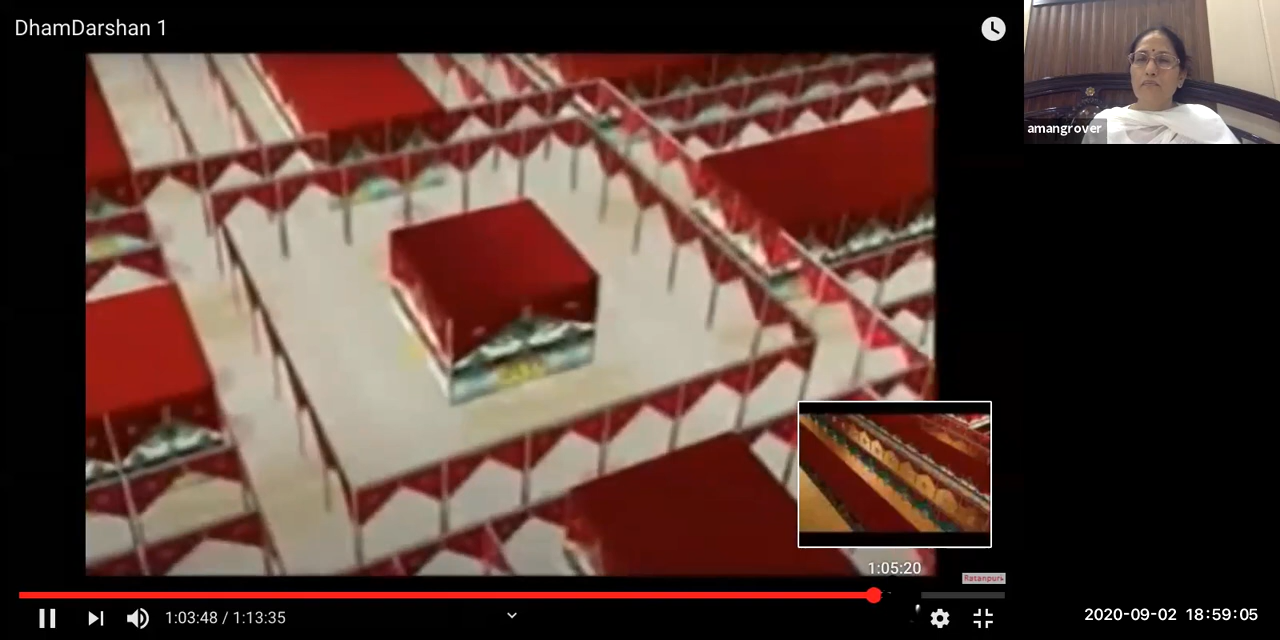 DhamDarshan 1
amangrover
1:05:20
Ratanpuri
1:03:48 / 1:13:35
2020-09-02 18:59:05